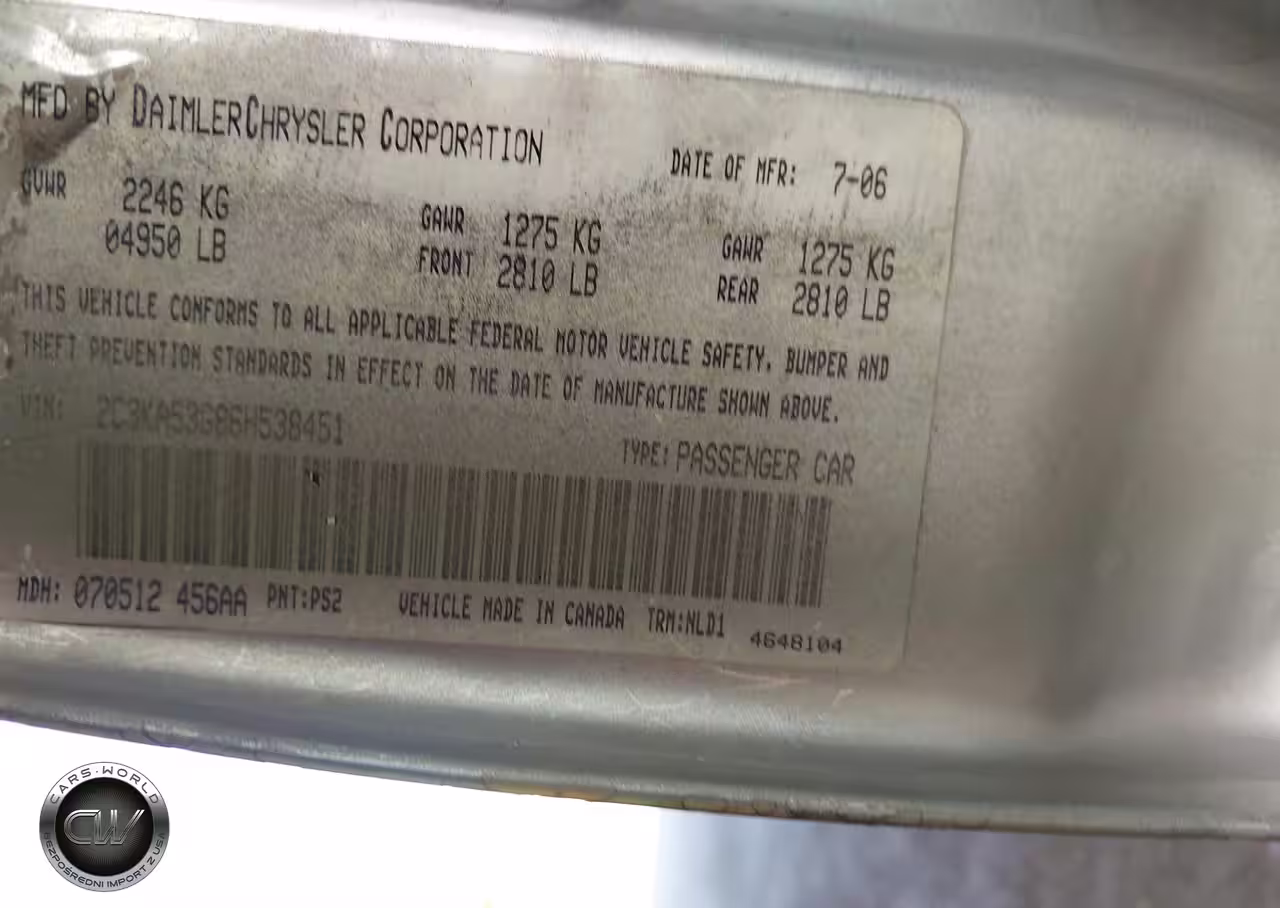 MFD BY DAIMLERCHRYSLER CORPORATION
DATE OF MFR: 7-06
GVWR 2246 KG
04950 LB
GAWR FRONT 1275 KG
2810 LB
GAWR REAR 1275 KG
2810 LB
THIS VEHICLE CONFORMS TO ALL APPLICABLE FEDERAL MOTOR VEHICLE SAFETY, BUMPER AND
THEFT PREVENTION STANDARDS IN EFFECT ON THE DATE OF MANUFACTURE SHOWN ABOVE.
VIN: 2C3KA53G86H538451
TYPE: PASSENGER CAR
MDH: 070512 456AA PNT:PS2 VEHICLE MADE IN CANADA TRM:NLD1
4648104
CARS-WORLD
CW
BEZPOŚREDNI IMPORT Z USA